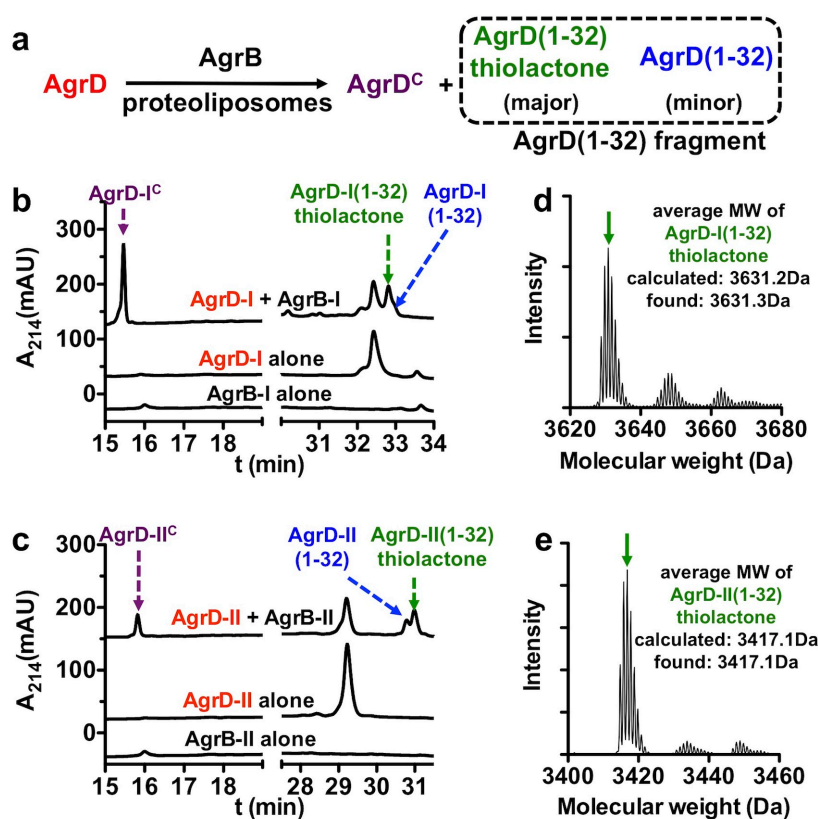 a
AgrD
AgrB
proteoliposomes
AgrDC
+
AgrD(1-32)
thiolactone
(major)
AgrD(1-32)
(minor)
AgrD(1-32) fragment
b
A214(mAU)
300
200
100
0
AgrD-IC
AgrD-I(1-32)
thiolactone
AgrD-I
(1-32)
AgrD-I + AgrB-I
AgrD-I alone
AgrB-I alone
15 16 17 18 31 32 33 34
t (min)
d
Intensity
average MW of
AgrD-I(1-32)
thiolactone
calculated: 3631.2Da
found: 3631.3Da
3620 3640 3660 3680
Molecular weight (Da)
c
A214(mAU)
300
200
100
0
AgrD-IIC
AgrD-II
(1-32)
AgrD-II(1-32)
thiolactone
AgrD-II + AgrB-II
AgrD-II alone
AgrB-II alone
15 16 17 18 28 29 30 31
t (min)
e
Intensity
average MW of
AgrD-II(1-32)
thiolactone
calculated: 3417.1Da
found: 3417.1Da
3400 3420 3440 3460
Molecular weight (Da)